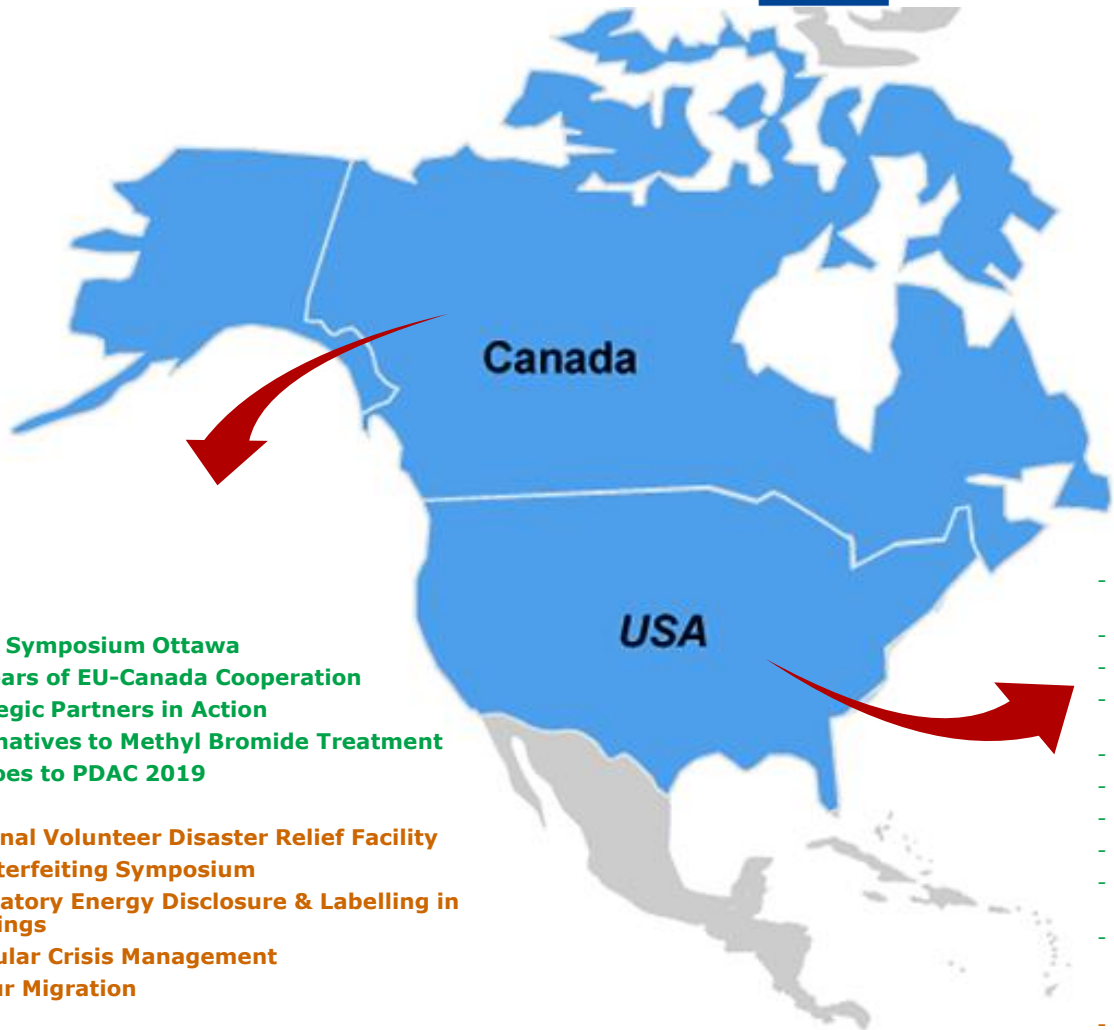 Canada
USA
Symposium Ottawa
ars of EU-Canada Cooperation
egic Partners in Action
natives to Methyl Bromide Treatment
oes to PDAC 2019
nal Volunteer Disaster Relief Facility
terfeiting Symposium
atory Energy Disclosure & Labelling in
ings
ular Crisis Management
ur Migration
-
-
-
-
-
-
-
-
-
-
-